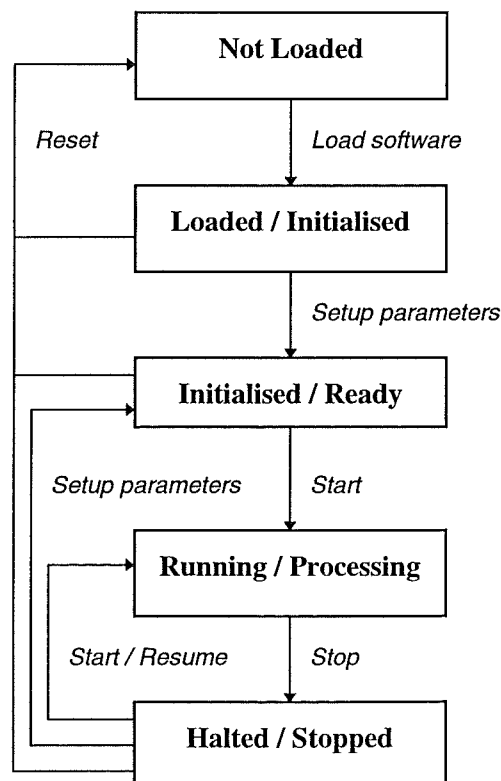 Not Loaded
Reset
Load software
Loaded / Initialised
Setup parameters
Initialised / Ready
Setup parameters
Start
Running / Processing
Start / Resume
Stop
Halted / Stopped